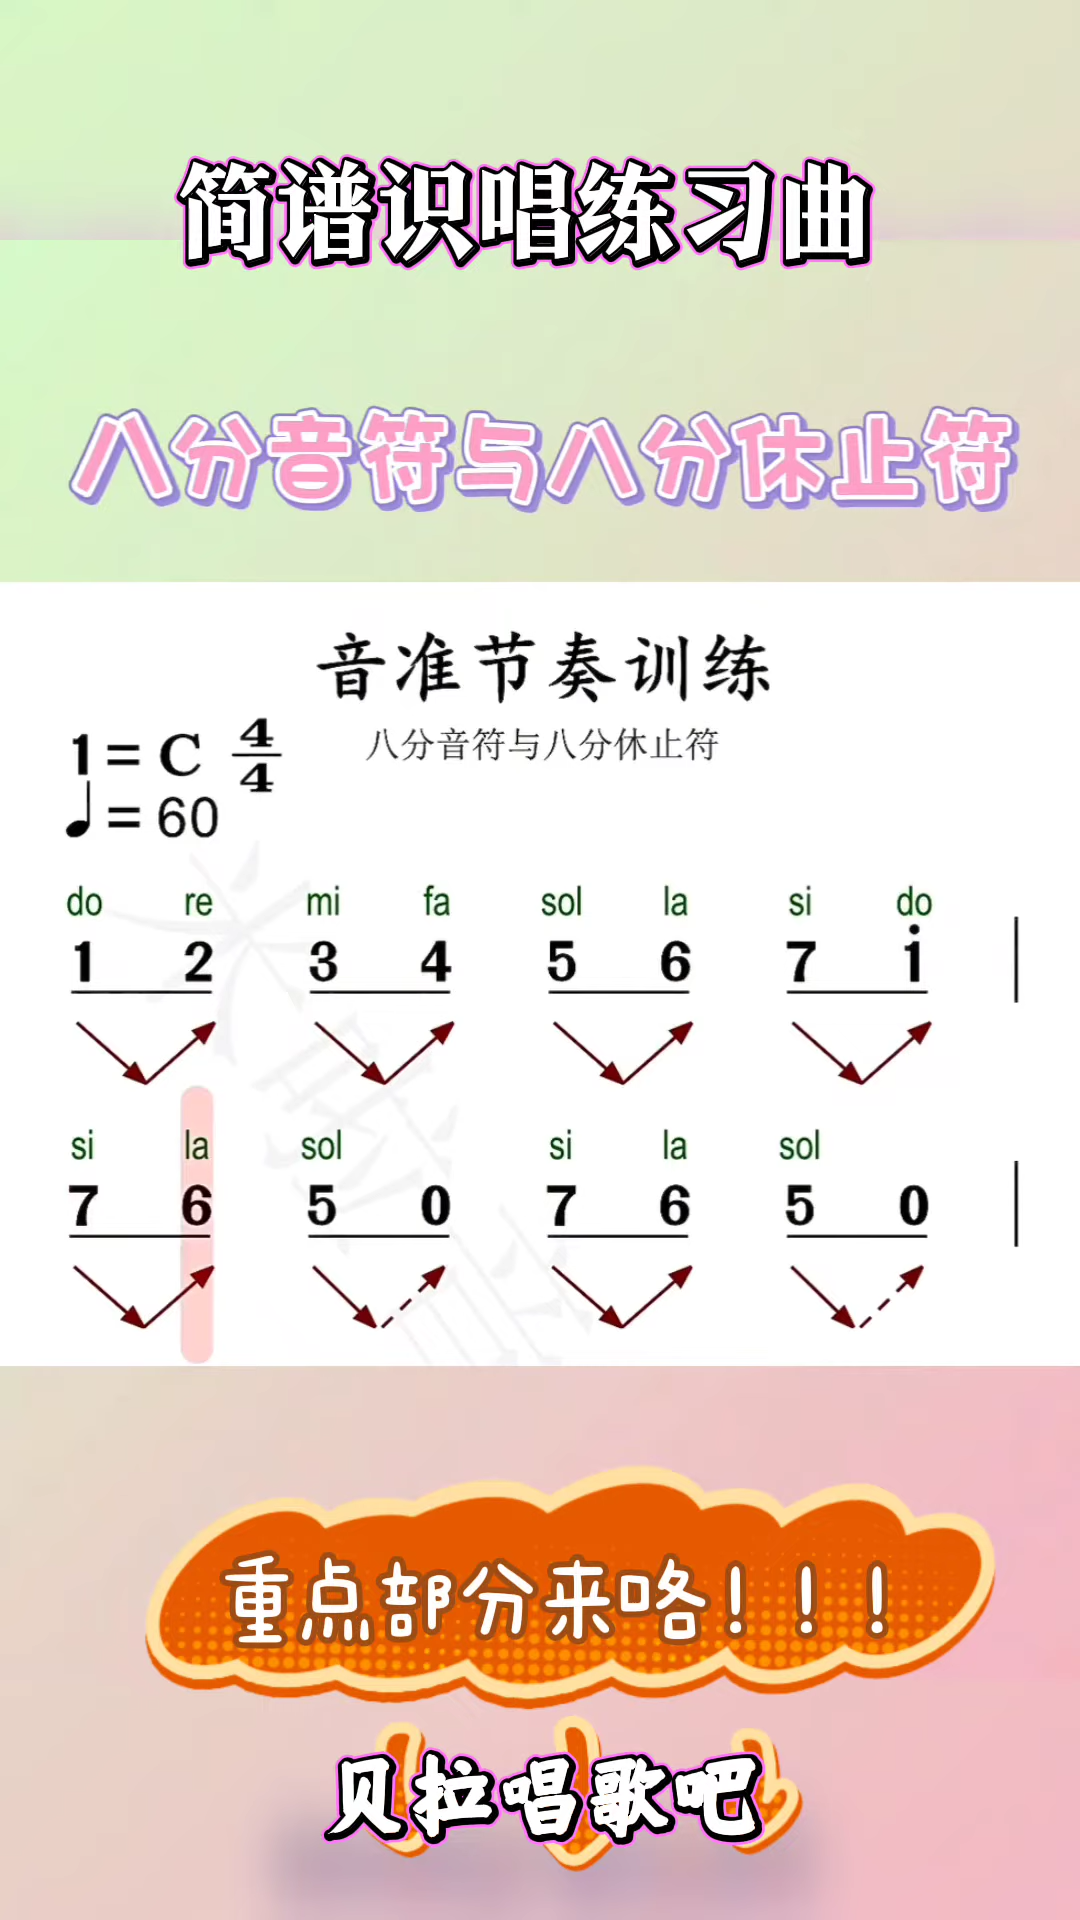 简谱识唱练习曲
八分音符与八分休止符
音准节奏训练
1=C 4/4 八分音符与八分休止符
♩=60
do re mi fa sol la si do
1 2 3 4 5 6 7 i
si la sol si la sol
7 6 5 0 7 6 5 0
重点部分来咯！！！
贝拉唱歌吧